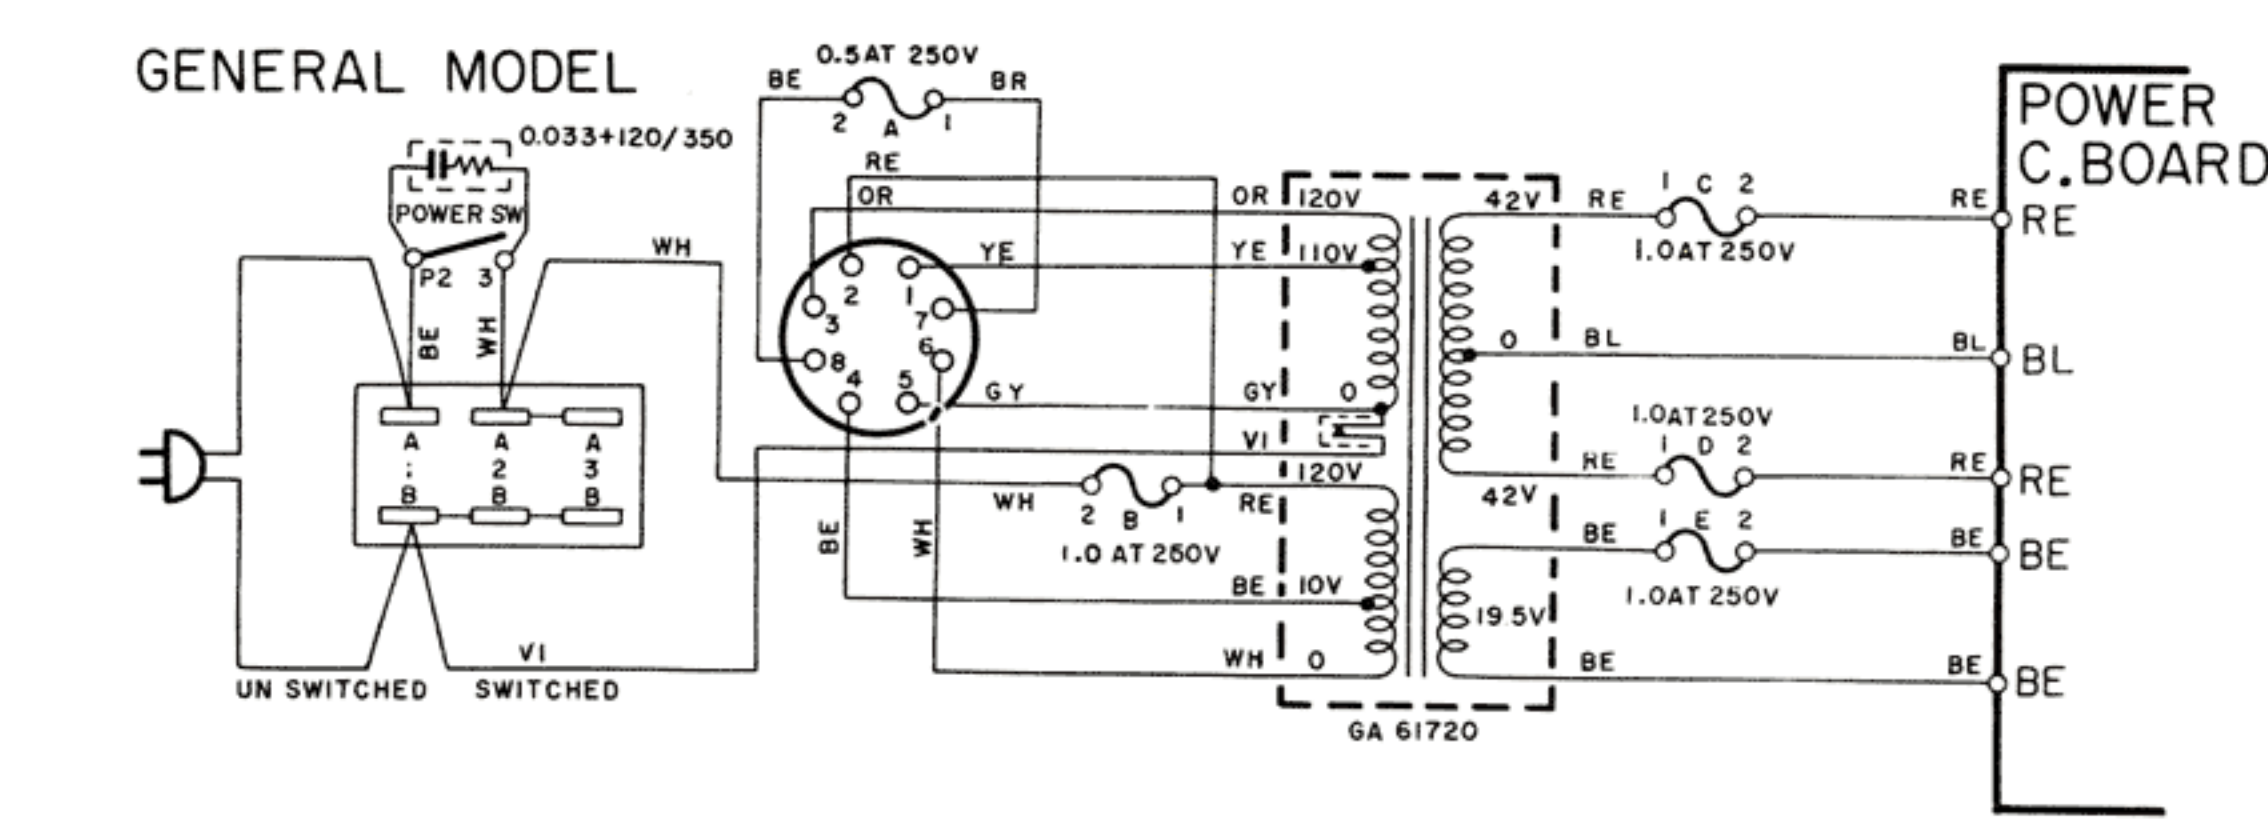 GENERAL MODEL
0.5AT 250V
BE
BR
2 A 1
0.033+120/350
POWER SW
P2 3
BE
WH
WH
RE
OR
OR
120V
YE
YE
110V
2
1
3
7
8
6
4
5
GY
GY
0
VI
120V
A
1
B
A
2
B
A
3
B
WH
2 B 1
RE
1.0 AT 250V
BE
WH
BE
10V
WH
0
VI
UN SWITCHED
SWITCHED
GA 61720
42V
RE
1 C 2
1.0AT 250V
RE
RE
0
BL
BL
BL
1.0AT 250V
1 D 2
RE
42V
RE
RE
BE
1 E 2
1.0AT 250V
BE
BE
19.5V
BE
BE
BE
POWER
C.BOARD